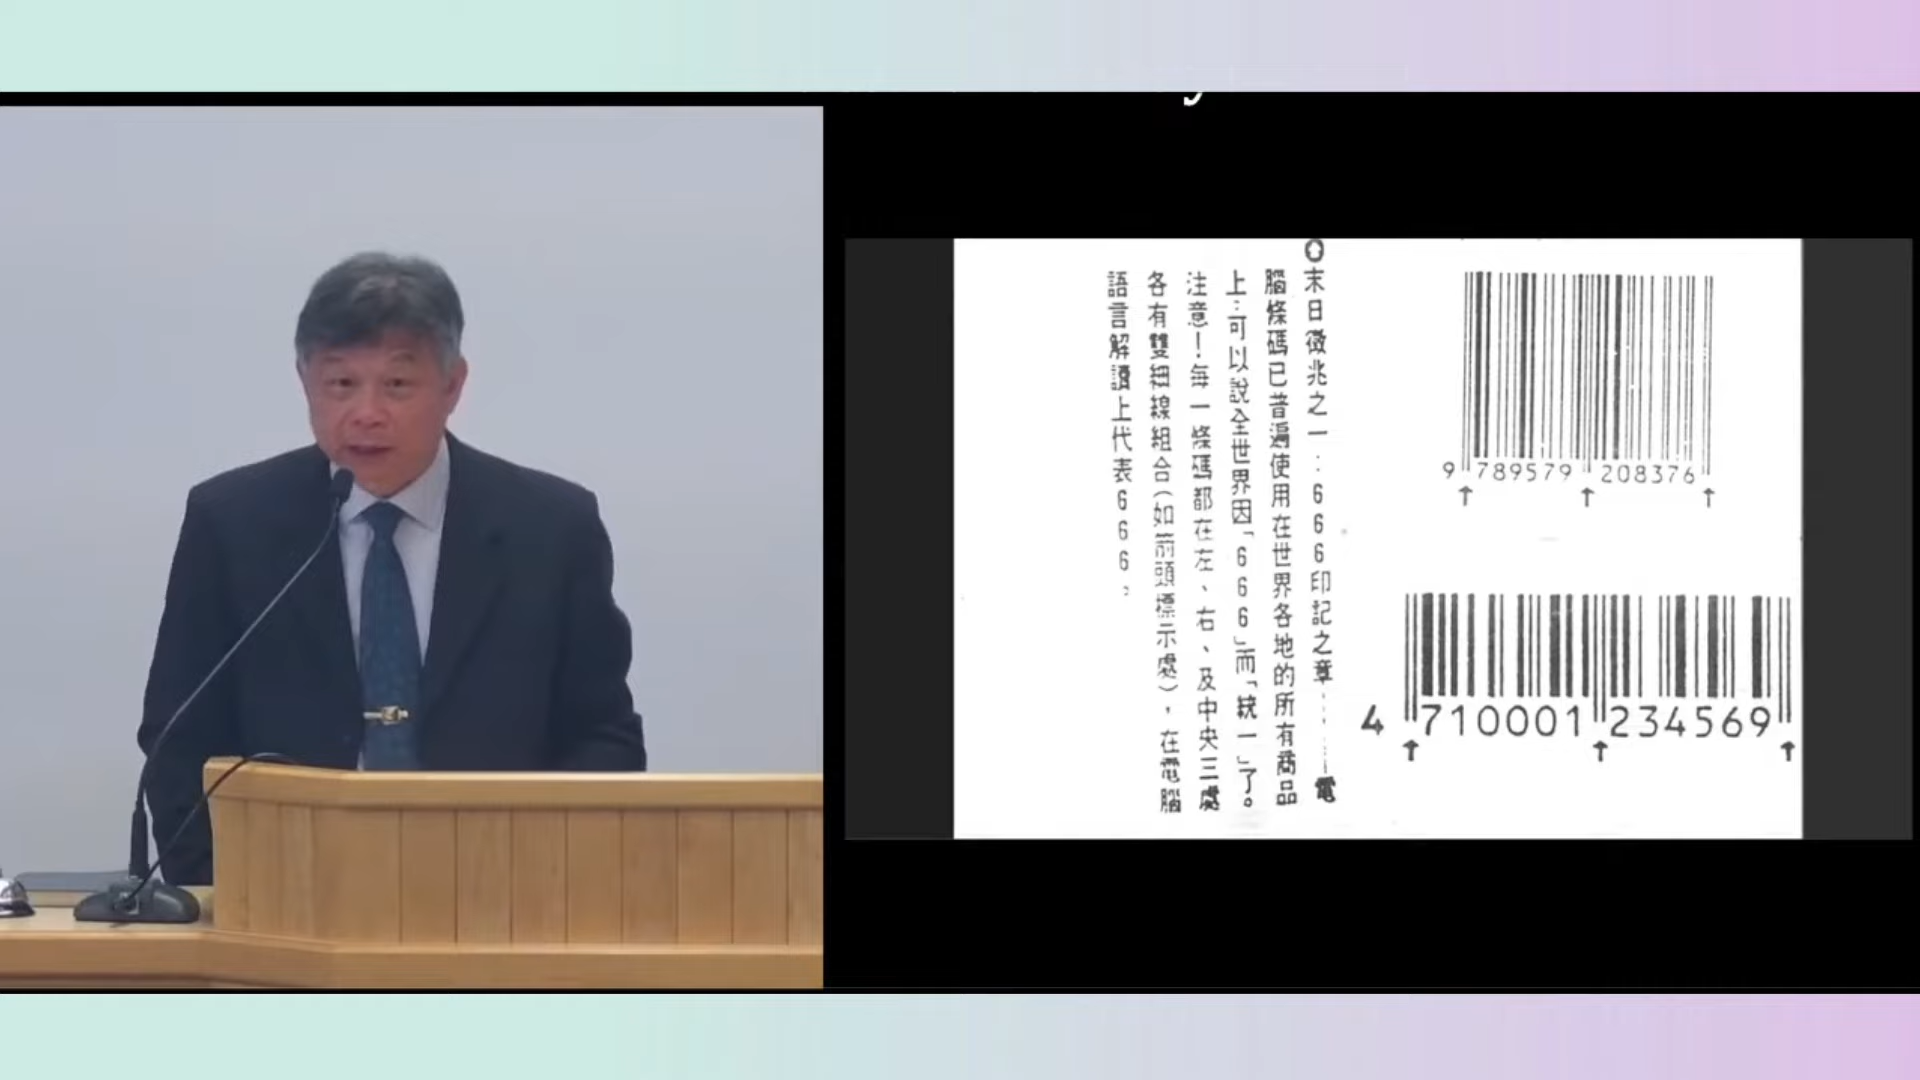 末日徵兆之一：666印記之章……電
腦條碼已普遍使用在世界各地的所有商品
上：可以說全世界因「666」而「統一」了。
注意！每一條碼都在左、右、及中央三處
各有雙細線組合（如箭頭標示處），在電腦
語言解讀上代表666。
9 789579 208376
4 710001 234569